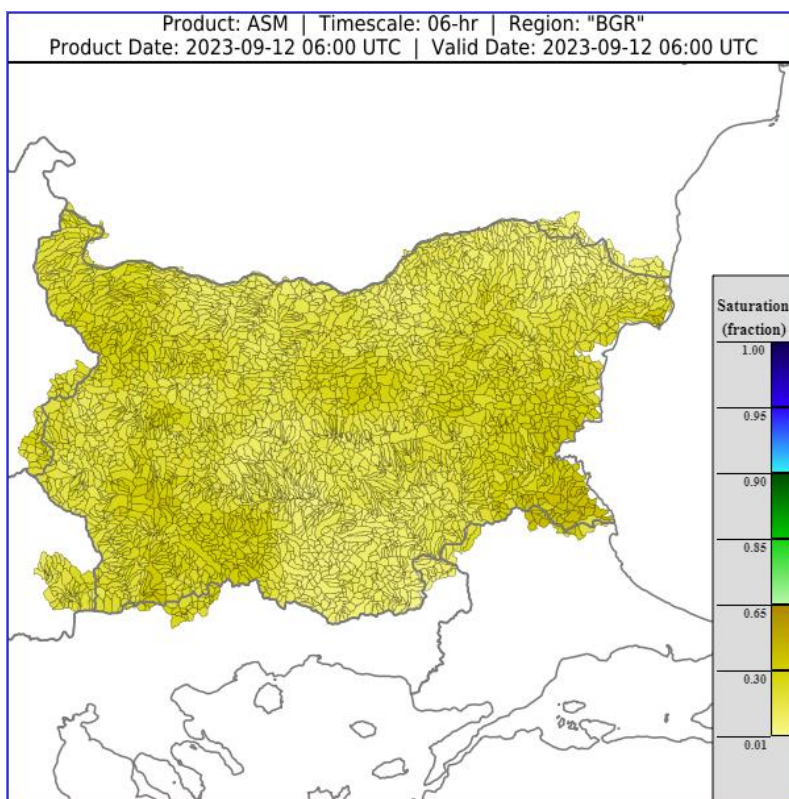 Product: ASM | Timescale: 06-hr | Region: "BGR"
Product Date: 2023-09-12 06:00 UTC | Valid Date: 2023-09-12 06:00 UTC
Saturation
(fraction)
1.00
0.95
0.90
0.85
0.65
0.30
0.01